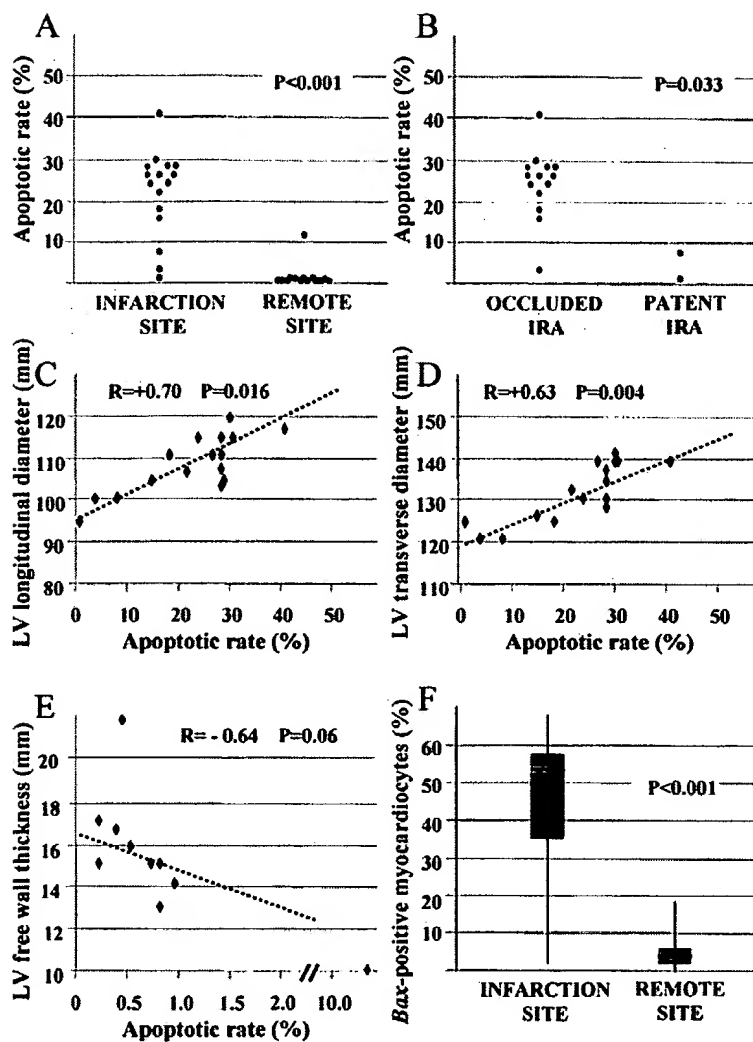 A
Apoptotic rate (%)
50
40
30
20
10
P<0.001
INFARCTION
SITE
REMOTE
SITE
B
Apoptotic rate (%)
50
40
30
20
10
P=0.033
OCCLUDED
IRA
PATENT
IRA
C
LV longitudinal diameter (mm)
120
110
100
90
80
R=+0.70 P=0.016
0 10 20 30 40 50
Apoptotic rate (%)
D
LV transverse diameter (mm)
150
140
130
120
110
R=+0.63 P=0.004
0 10 20 30 40 50
Apoptotic rate (%)
E
LV free wall thickness (mm)
20
18
16
14
12
10
R= - 0.64 P=0.06
0 0.5 1.0 1.5 2.0 // 10.0
Apoptotic rate (%)
F
Bax-positive myocardiocytes (%)
60
50
40
30
20
10
P<0.001
INFARCTION
SITE
REMOTE
SITE